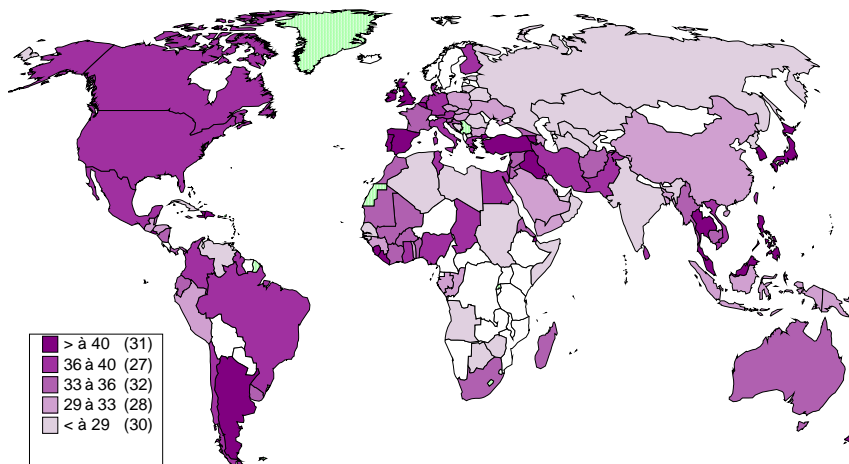 > à 40 (31)
36 à 40 (27)
33 à 36 (32)
29 à 33 (28)
< à 29 (30)